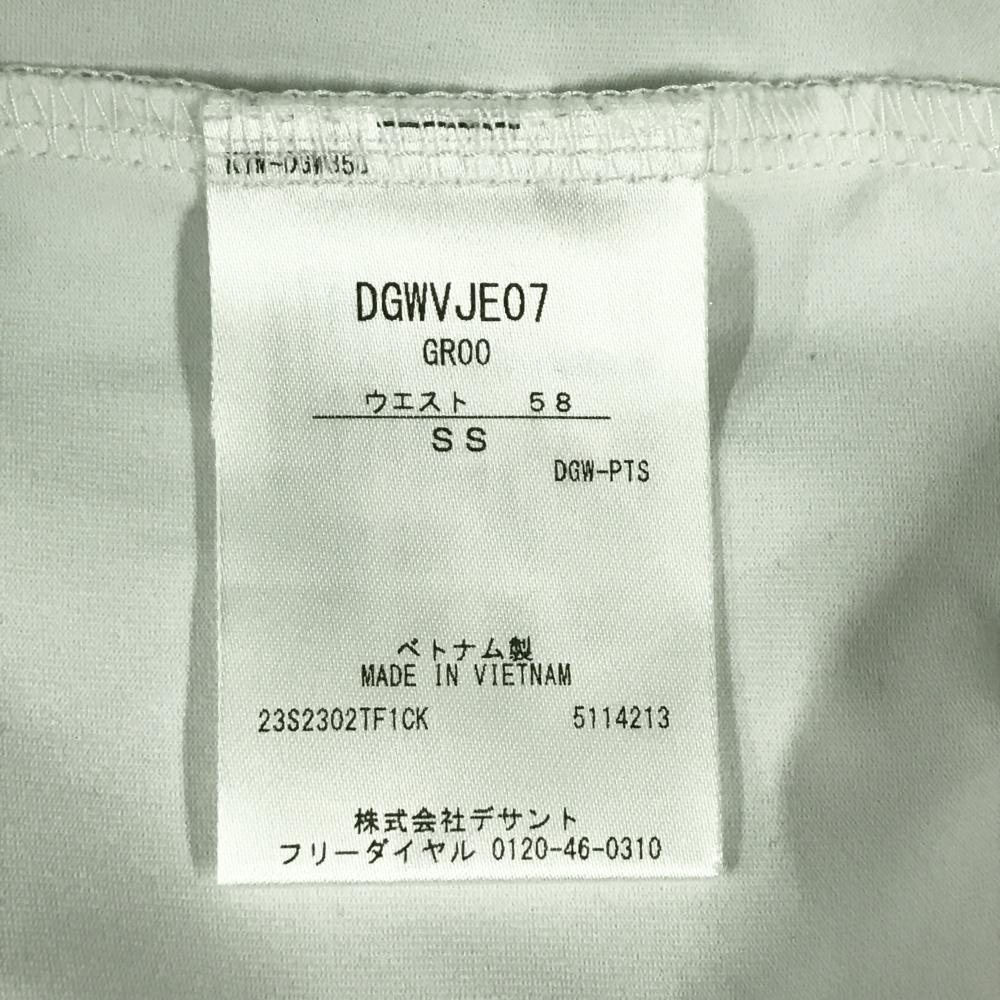 DGWVJE07
GR00
ウエスト 58
SS
DGW-PTS
ベトナム製
MADE IN VIETNAM
23S2302TF1CK 5114213
株式会社デサント
フリーダイヤル 0120-46-0310